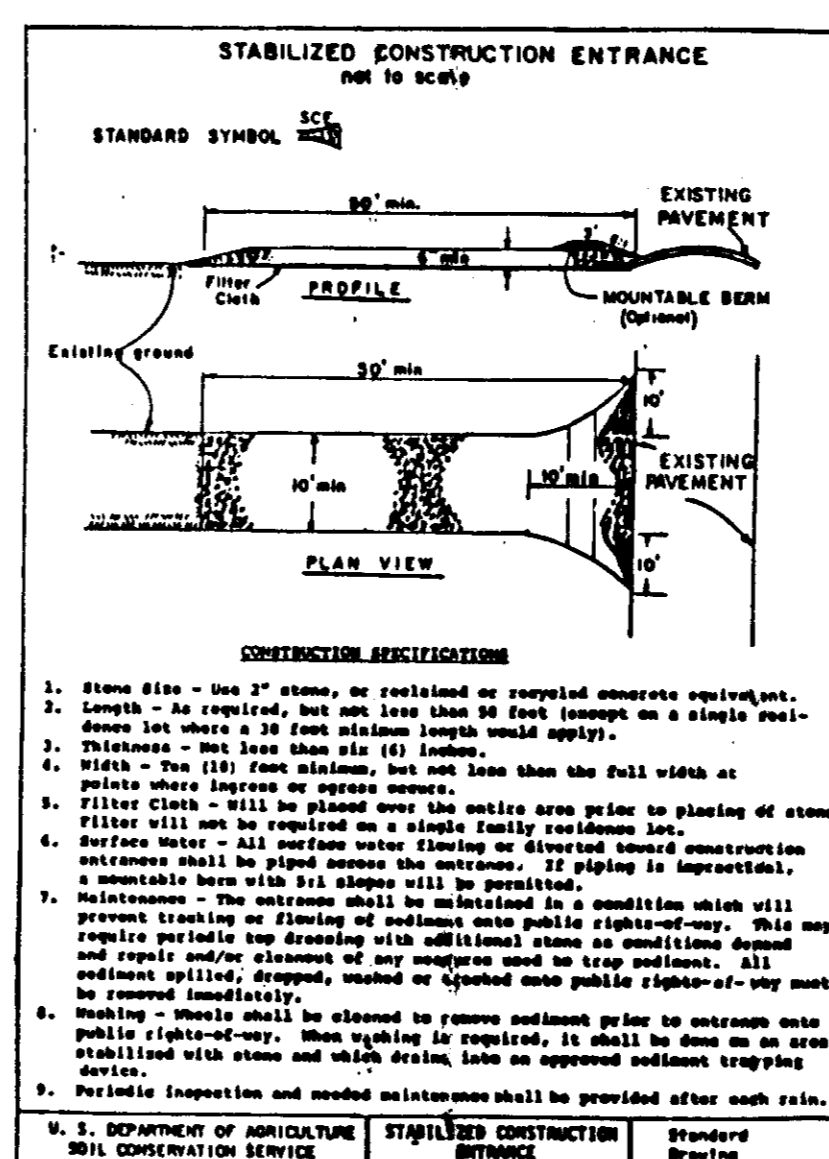 STABILIZED CONSTRUCTION ENTRANCE
not to scale
SCE
STANDARD SYMBOL
50' min.
EXISTING
PAVEMENT
3'
6" min
Filter
Cloth
PROFILE
MOUNTABLE BERM
(Optional)
Existing ground
50' min
10'
10' min
10' min
EXISTING
PAVEMENT
10'
PLAN VIEW
CONSTRUCTION SPECIFICATIONS
1. Stone Size - Use 2" stone, or reclaimed or recycled concrete equivalent.
2. Length - As required, but not less than 50 feet (except on a single resi-
dence lot where a 30 foot minimum length would apply).
3. Thickness - Not less than six (6) inches.
4. Width - Ten (10) foot minimum, but not less than the full width at
points where ingress or egress occurs.
5. Filter Cloth - Will be placed over the entire area prior to placing of stone
Filter will not be required on a single family residence lot.
6. Surface Water - All surface water flowing or diverted toward construction
entrances shall be piped across the entrance. If piping is impractical,
a mountable berm with 5:1 slopes will be permitted.
7. Maintenance - The entrance shall be maintained in a condition which will
prevent tracking or flowing of sediment onto public rights-of-way. This may
require periodic top dressing with additional stone as conditions demand
and repair and/or cleanout of any measures used to trap sediment. All
sediment spilled, dropped, washed or tracked onto public rights-of-way must
be removed immediately.
8. Washing - Wheels shall be cleaned to remove sediment prior to entrance onto
public rights-of-way. When washing is required, it shall be done on an area
stabilized with stone and which drains into an approved sediment trapping
device.
9. Periodic inspection and needed maintenance shall be provided after each rain.
U. S. DEPARTMENT OF AGRICULTURE
SOIL CONSERVATION SERVICE
STABILIZED CONSTRUCTION
ENTRANCE
Standard
Drawing